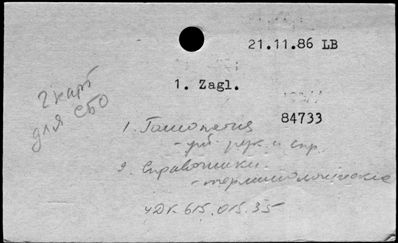 21.11.86 LB
1. Zagl.
84733
2 карт
для СБО
1. Гомеопатия
- рук. и спр.
2. Справочники
- терминологические
УДК 615.015.35